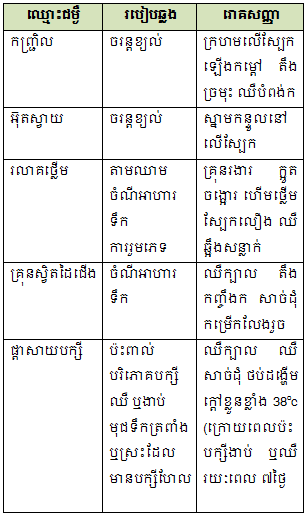 ឈ្មោះជម្ងឺ របៀបឆ្លង រោគសញ្ញា
កញ្ជ្រិល ចរន្តខ្យល់ ក្រហមលើស្បែក
ឡើងកម្តៅ តឹង
ច្រមុះ ឈឺបំពង់ក
អ៊ុតស្វាយ ចរន្តខ្យល់ ស្នាមកន្ទួលនៅ
លើស្បែក
រលាកថ្លើម តាមឈាម គ្រុនរងារ ក្អួត
ចំណីអាហារ ចង្អោរ ហើមថ្លើម
ទឹក ស្បែកលឿង ឈឺ
ការរួមភេទ ឆ្អឹងសន្លាក់
គ្រុនស្វិតដៃជើង ចំណីអាហារ ឈឺក្បាល តឹង
ទឹក កញ្ចឹងក សាច់ដុំ
កម្រើកលែងរួច
ផ្តាសាយបក្សី ប៉ះពាល់ ឈឺក្បាល ឈឺ
បរិភោគបក្សី សាច់ដុំ ថប់ដង្ហើម
ឈឺ ឬងាប់ ក្តៅខ្លួនខ្លាំង 38°c
មុជទឹកត្រពាំង (ក្រោយពេលប៉ះ
ឬស្រះដែល បក្សីងាប់ ឬឈឺ
មានបក្សីហែល រយៈពេល ៧ថ្ងៃ